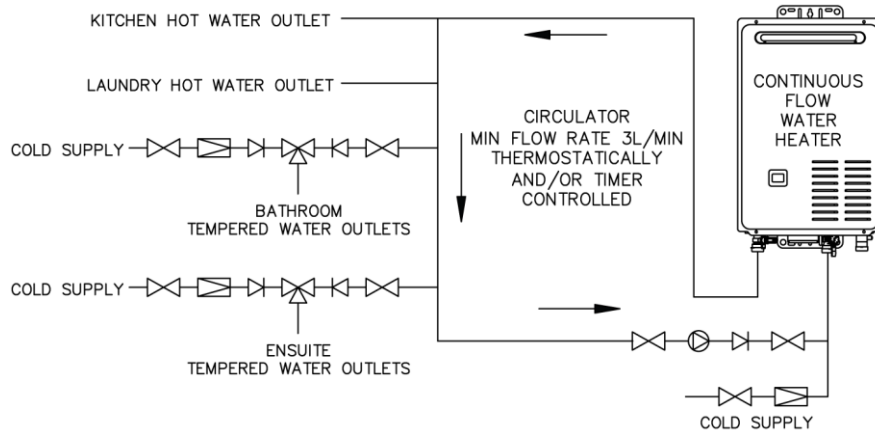 KITCHEN HOT WATER OUTLET
LAUNDRY HOT WATER OUTLET
COLD SUPPLY
BATHROOM
TEMPERED WATER OUTLETS
COLD SUPPLY
ENSUITE
TEMPERED WATER OUTLETS
CIRCULATOR
MIN FLOW RATE 3L/MIN
THERMOSTATICALLY
AND/OR TIMER
CONTROLLED
CONTINUOUS
FLOW
WATER
HEATER
COLD SUPPLY